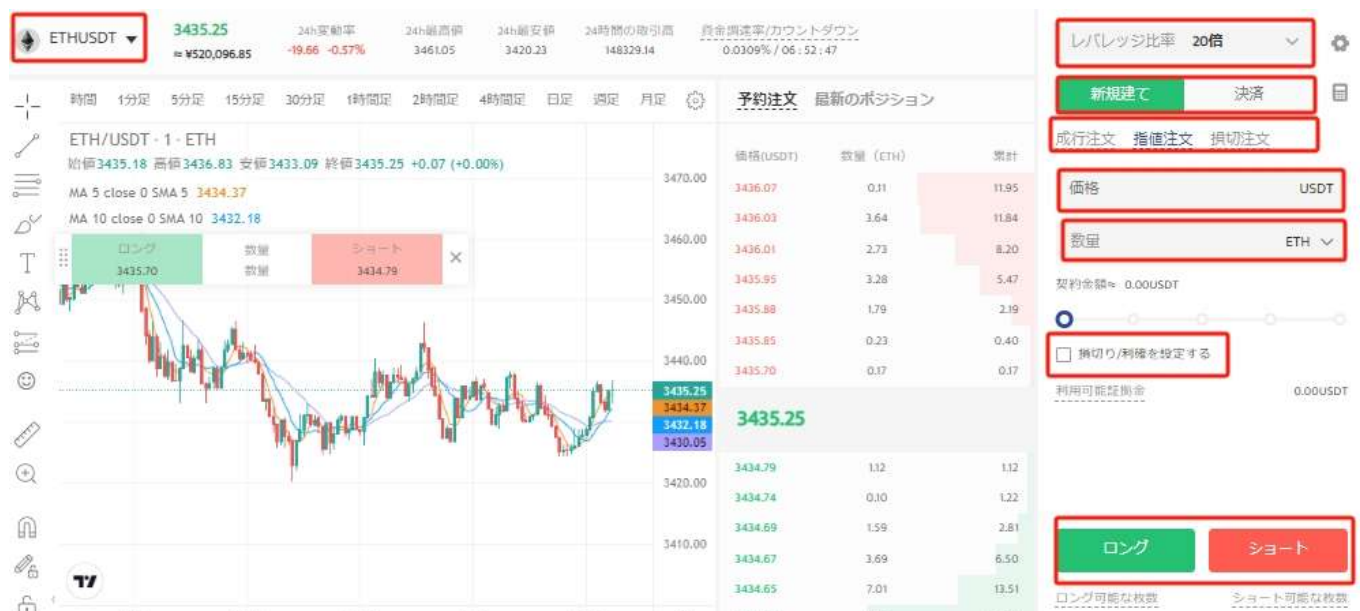 ETHUSDT
3435.25
≈ ¥520,096.85
24h変動率
-19.66 -0.57%
24h最高値
3461.05
24h最安値
3420.23
24時間の取引高
148329.14
資金調達率/カウントダウン
0.0309% / 06 : 52 : 47
レバレッジ比率 20倍
時間 1分足 5分足 15分足 30分足 1時間足 2時間足 4時間足 日足 週足 月足
予約注文 最新のポジション
新規建て 決済
成行注文 指値注文 損切注文
ETH/USDT · 1 · ETH
始値3435.18 高値3436.83 安値3433.09 終値3435.25 +0.07 (+0.00%)
MA 5 close 0 SMA 5 3434.37
MA 10 close 0 SMA 10 3432.18
ロング 数量 ショート
3435.70 数量 3434.79
3470.00
3460.00
3450.00
3440.00
3435.25
3434.37
3432.18
3430.05
3420.00
3410.00
価格(USDT) 数量 (ETH) 累計
3436.07 0.11 11.95
3436.03 3.64 11.84
3436.01 2.73 8.20
3435.95 3.28 5.47
3435.88 1.79 2.19
3435.85 0.23 0.40
3435.70 0.17 0.17
3435.25
3434.79 1.12 1.12
3434.74 0.10 1.22
3434.69 1.59 2.81
3434.67 3.69 6.50
3434.65 7.01 13.51
価格 USDT
数量 ETH
契約金額≈ 0.00USDT
損切り/利確を設定する
利用可能証拠金 0.00USDT
ロング ショート
ロング可能な枚数 ショート可能な枚数